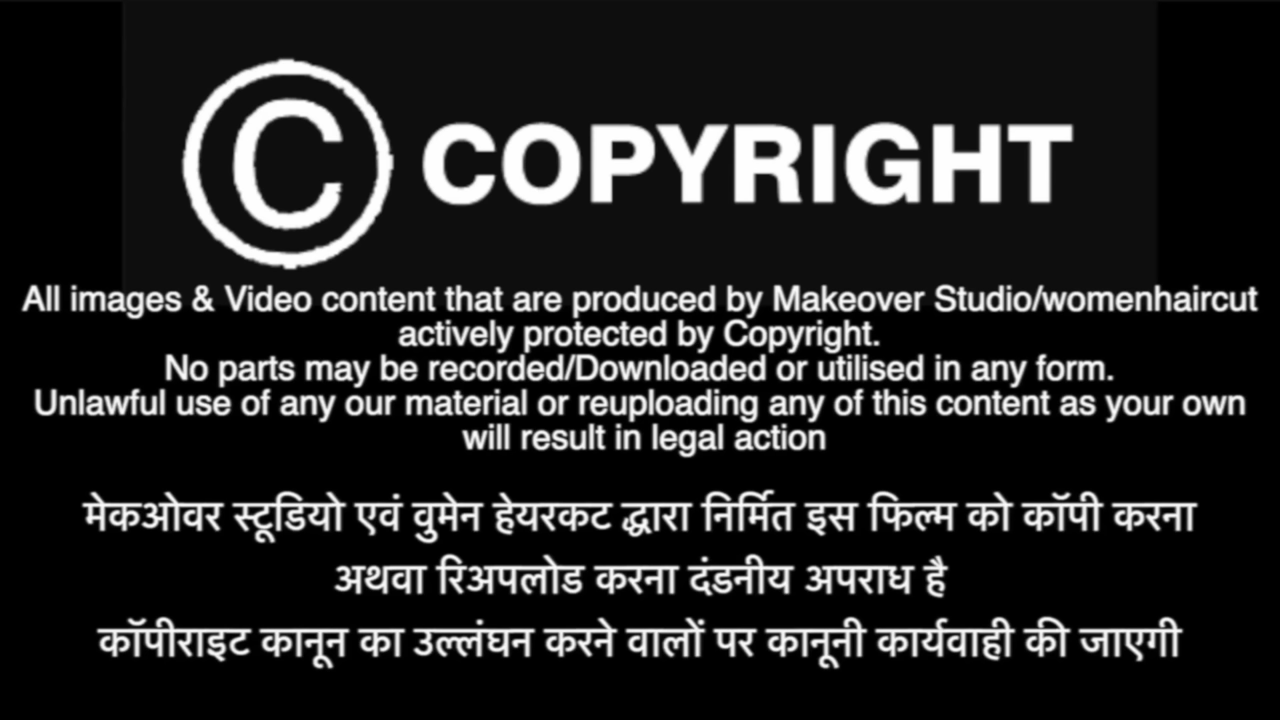 © COPYRIGHT
All images & Video content that are produced by Makeover Studio/womenhaircut
actively protected by Copyright.
No parts may be recorded/Downloaded or utilised in any form.
Unlawful use of any our material or reuploading any of this content as your own
will result in legal action
मेकओवर स्टूडियो एवं वुमेन हेयरकट द्धारा निर्मित इस फिल्म को कॉपी करना
अथवा रिअपलोड करना दंडनीय अपराध है
कॉपीराइट कानून का उल्लंघन करने वालों पर कानूनी कार्यवाही की जाएगी